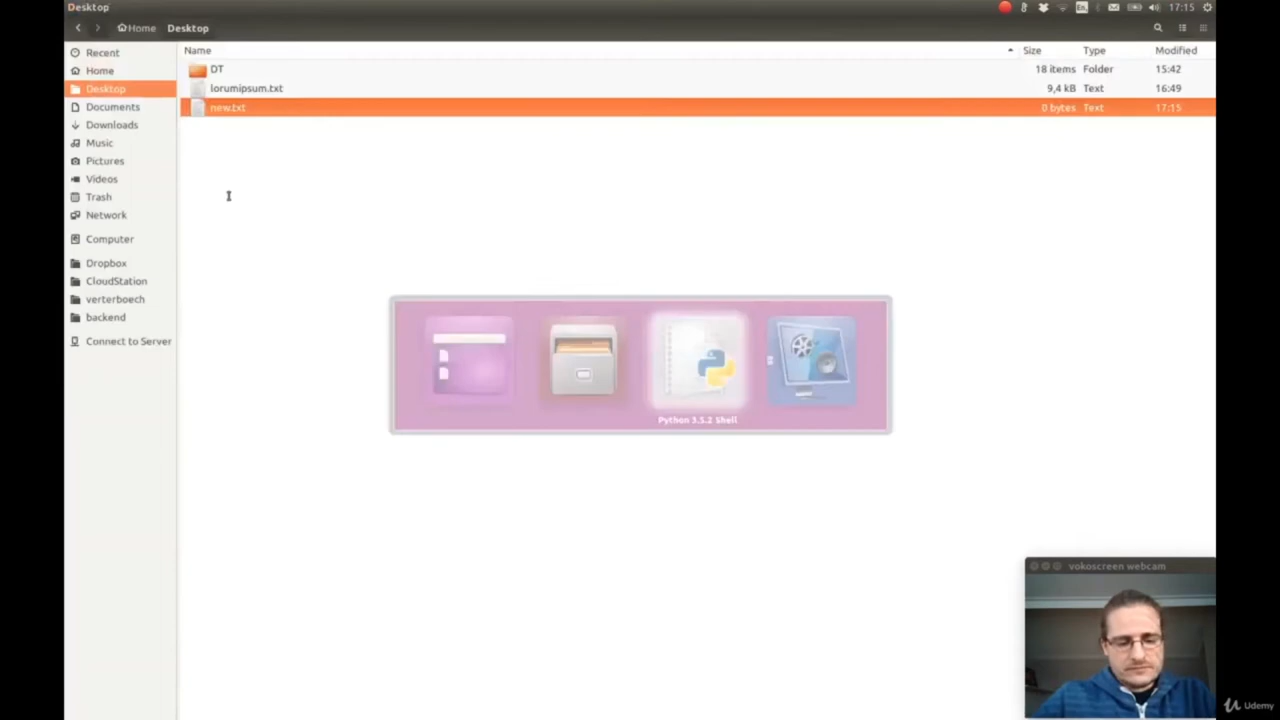 Desktop
En
17:15
Home Desktop
Name Size Type Modified
Recent
Home
Desktop
Documents
Downloads
Music
Pictures
Videos
Trash
Network
Computer
Dropbox
CloudStation
verterboech
backend
Connect to Server
DT 18 items Folder 15:42
lorumipsum.txt 9,4 kB Text 16:49
new.txt 0 bytes Text 17:15
Python 3.5.2 Shell
vokoscreen webcam
Udemy